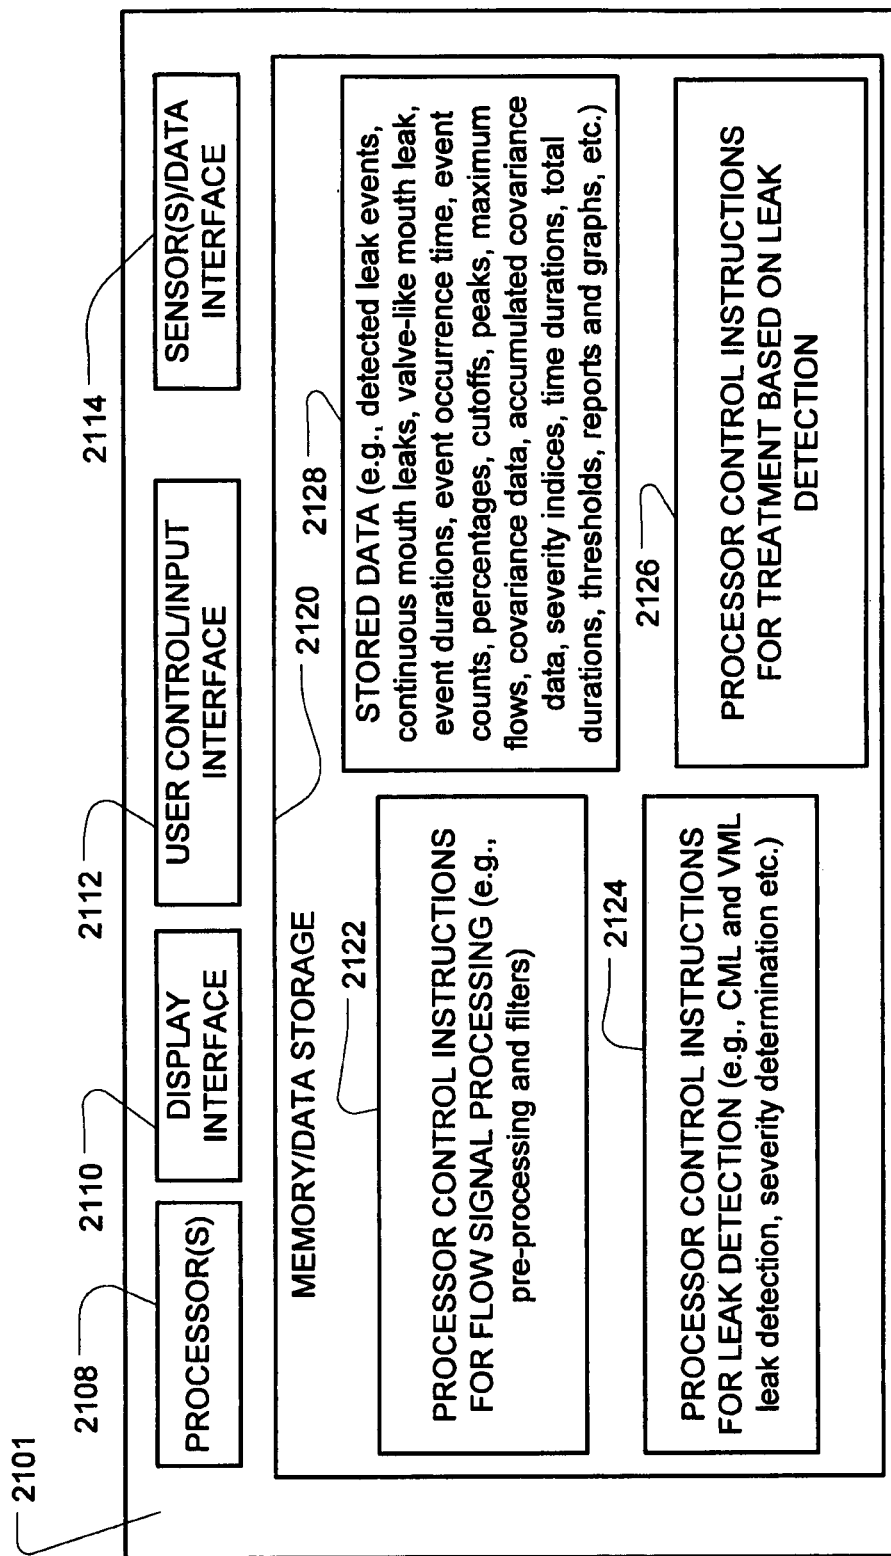 2101
2108
PROCESSOR(S)
2110
DISPLAY
INTERFACE
2112
USER CONTROL/INPUT
INTERFACE
2114
SENSOR(S)/DATA
INTERFACE
2120
MEMORY/DATA STORAGE
2122
PROCESSOR CONTROL INSTRUCTIONS
FOR FLOW SIGNAL PROCESSING (e.g.,
pre-processing and filters)
2128
STORED DATA (e.g., detected leak events,
continuous mouth leaks, valve-like mouth leak,
event durations, event occurrence time, event
counts, percentages, cutoffs, peaks, maximum
flows, covariance data, accumulated covariance
data, severity indices, time durations, total
durations, thresholds, reports and graphs, etc.)
2124
PROCESSOR CONTROL INSTRUCTIONS
FOR LEAK DETECTION (e.g., CML and VML
leak detection, severity determination etc.)
2126
PROCESSOR CONTROL INSTRUCTIONS
FOR TREATMENT BASED ON LEAK
DETECTION